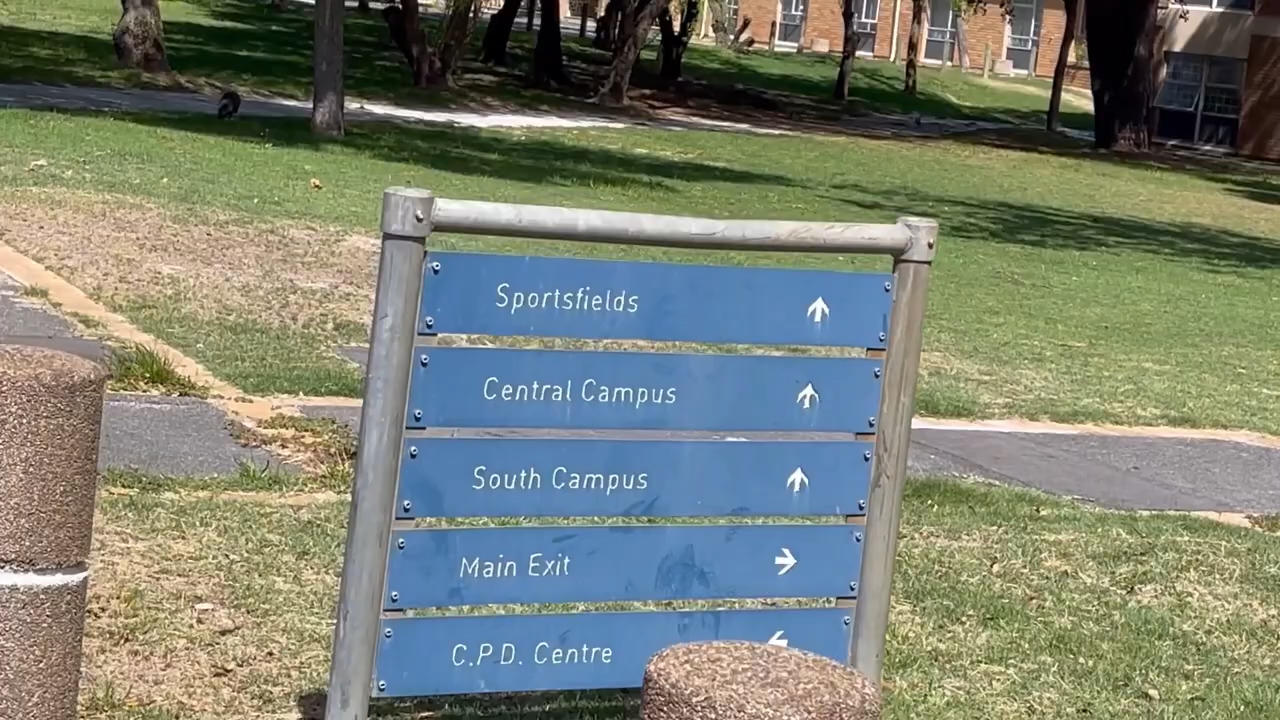 Sportsfields
Central Campus
South Campus
Main Exit
C.P.D. Centre